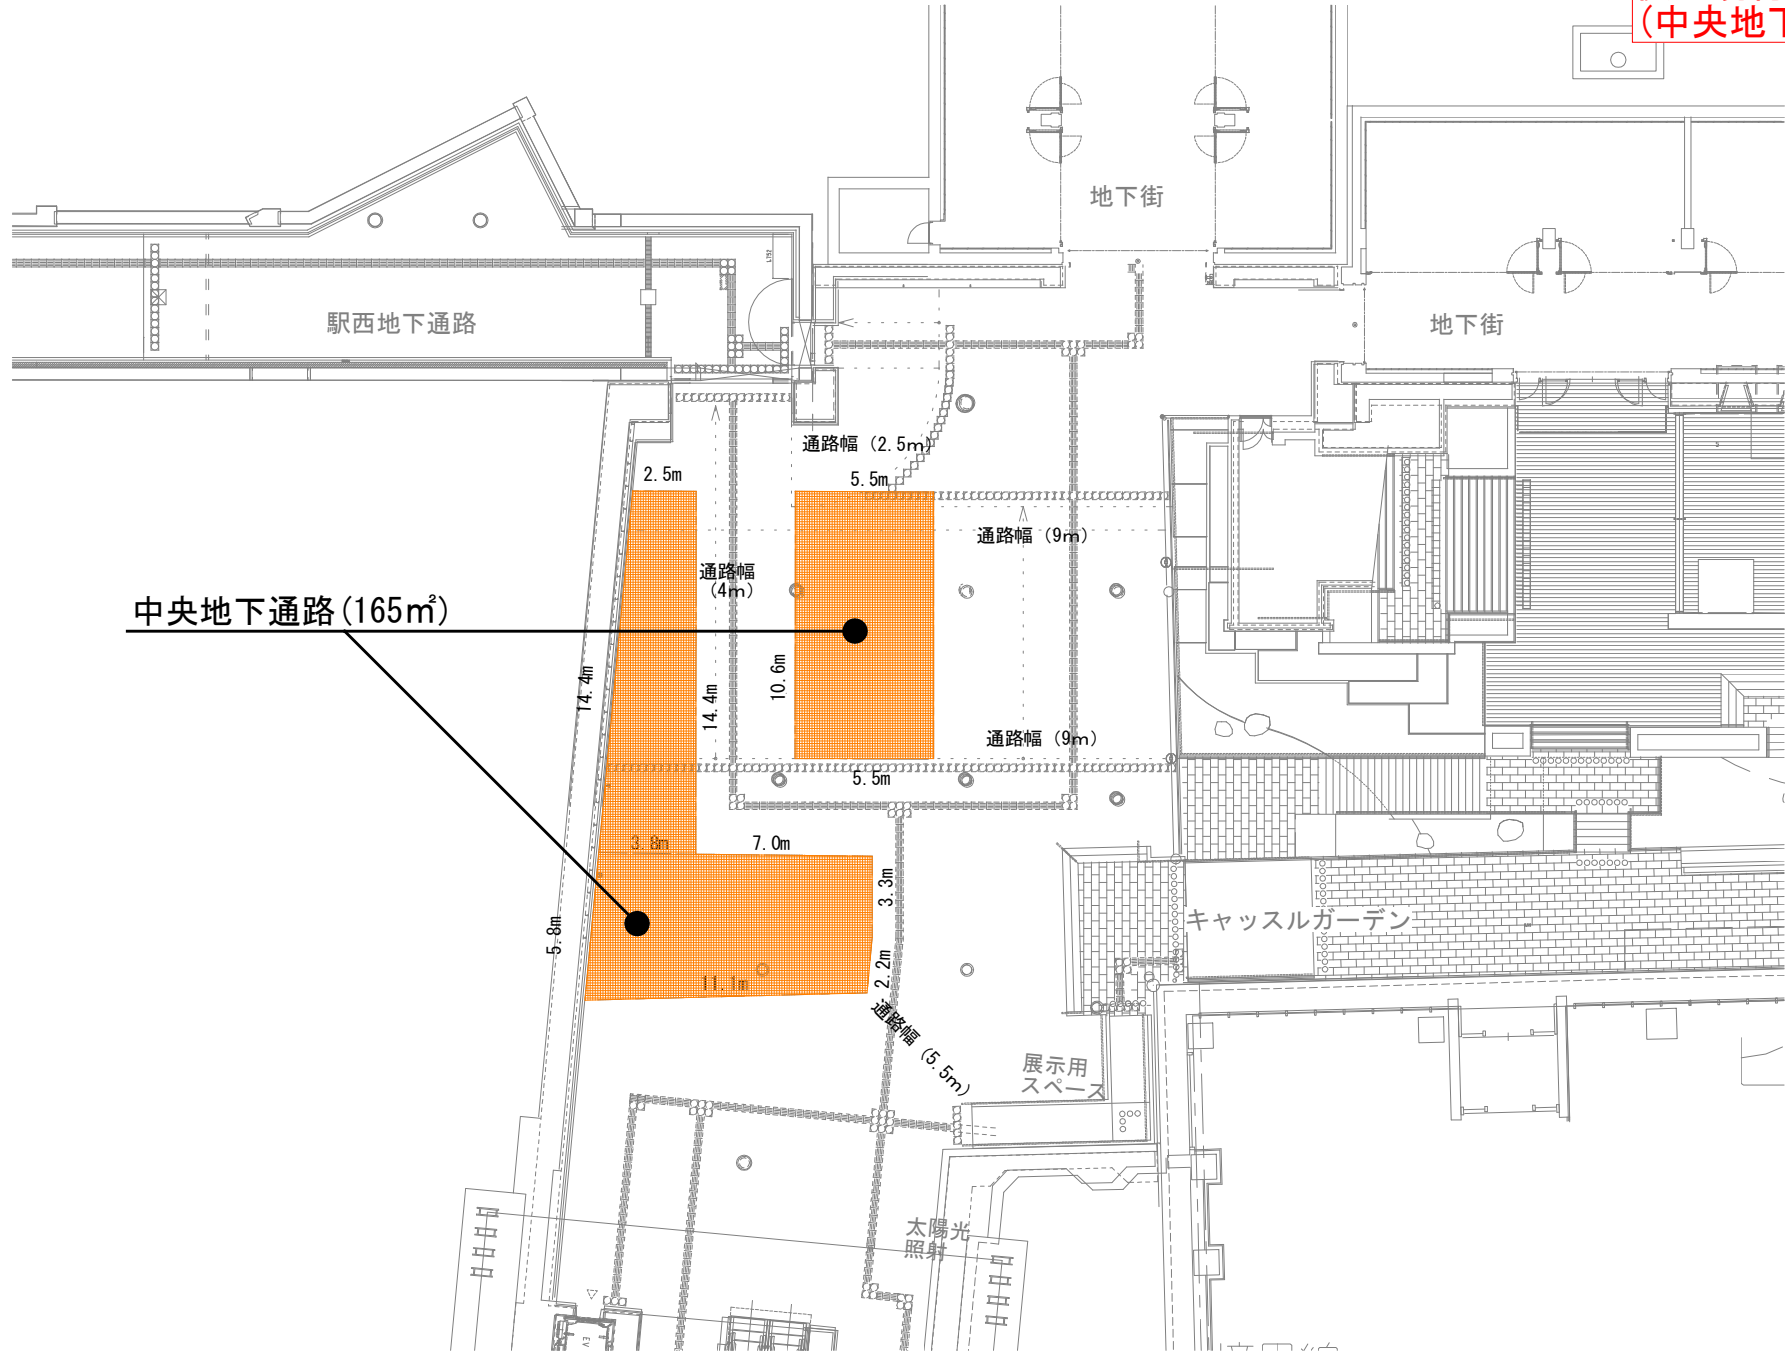 (中央地下
地下街
駅西地下通路
地下街
通路幅 (2.5m)
2.5m
5.5m
通路幅 (9m)
通路幅
(4m)
中央地下通路(165㎡)
14.4m
14.4m
10.6m
通路幅 (9m)
5.5m
3.8m
7.0m
3.3m
5.8m
キャッスルガーデン
2.2m
11.1m
通路幅 (5.5m)
展示用
スペース
太陽光
照射
EV